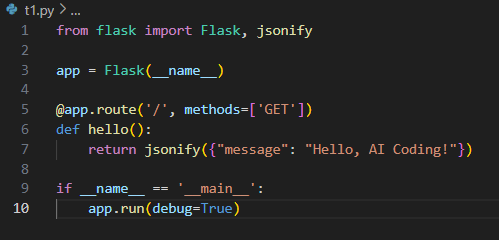 t1.py > ...
1 from flask import Flask, jsonify
2
3 app = Flask(__name__)
4
5 @app.route('/', methods=['GET'])
6 def hello():
7     return jsonify({"message": "Hello, AI Coding!"})
8
9 if __name__ == '__main__':
10     app.run(debug=True)